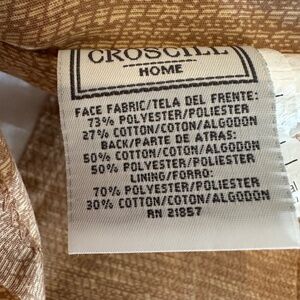 CROSCILL
HOME
FACE FABRIC/TELA DEL FRENTE:
73% POLYESTER/POLIESTER
27% COTTON/COTON/ALGODON
BACK/PARTE DE ATRAS:
50% COTTON/COTON/ALGODON
50% POLYESTER/POLIESTER
LINING/FORRO:
70% POLYESTER/POLIESTER
30% COTTON/COTON/ALGODON
RN 21857